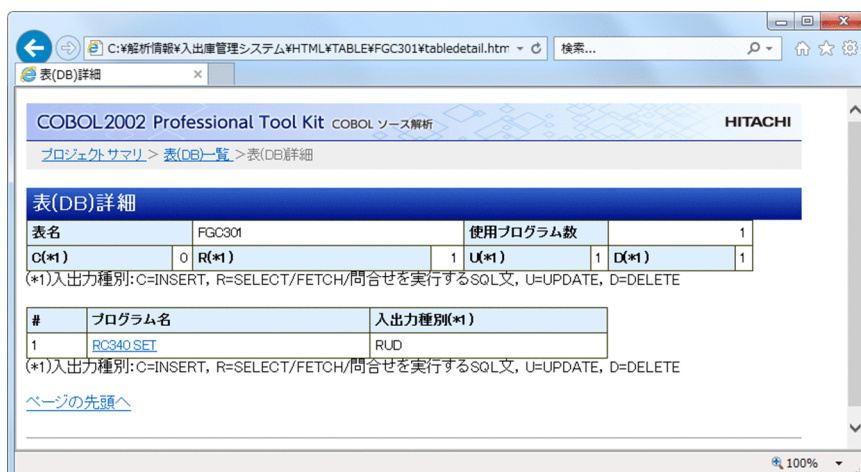 C:¥解析情報¥入出庫管理システム¥HTML¥TABLE¥FGC301¥tabledetail.htm
検索...
表(DB)詳細
COBOL2002 Professional Tool Kit COBOL ソース解析
HITACHI
プロジェクトサマリ > 表(DB)一覧 >表(DB)詳細
表(DB)詳細
表名 FGC301 使用プログラム数 1
C(*1) 0 R(*1) 1 U(*1) 1 D(*1) 1
(*1)入出力種別:C=INSERT, R=SELECT/FETCH/問合せを実行するSQL文, U=UPDATE, D=DELETE
# プログラム名 入出力種別(*1)
1 RC340SET RUD
(*1)入出力種別:C=INSERT, R=SELECT/FETCH/問合せを実行するSQL文, U=UPDATE, D=DELETE
ページの先頭へ
100%